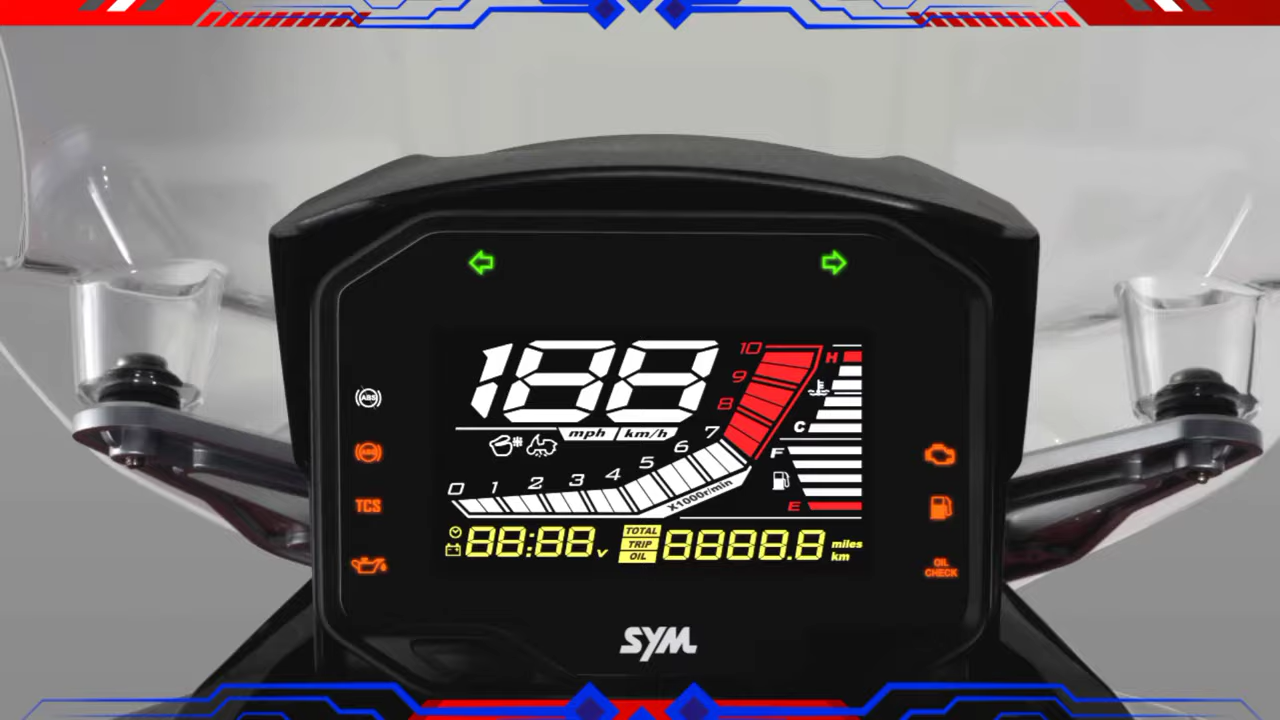 188
mph km/h
10
9
8
7
6
5
4
3
2
1
0
X1000r/min
H
C
F
E
ABS
ABS
TCS
88:88 v
TOTAL
TRIP
OIL
8888.8
miles
km
OIL
CHECK
SYM